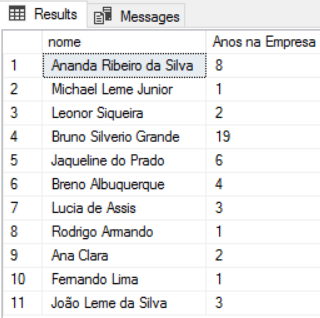 Results Messages
nome Anos na Empresa
1 Ananda Ribeiro da Silva 8
2 Michael Leme Junior 1
3 Leonor Siqueira 2
4 Bruno Silverio Grande 19
5 Jaqueline do Prado 6
6 Breno Albuquerque 4
7 Lucia de Assis 3
8 Rodrigo Armando 1
9 Ana Clara 2
10 Fernando Lima 1
11 João Leme da Silva 3